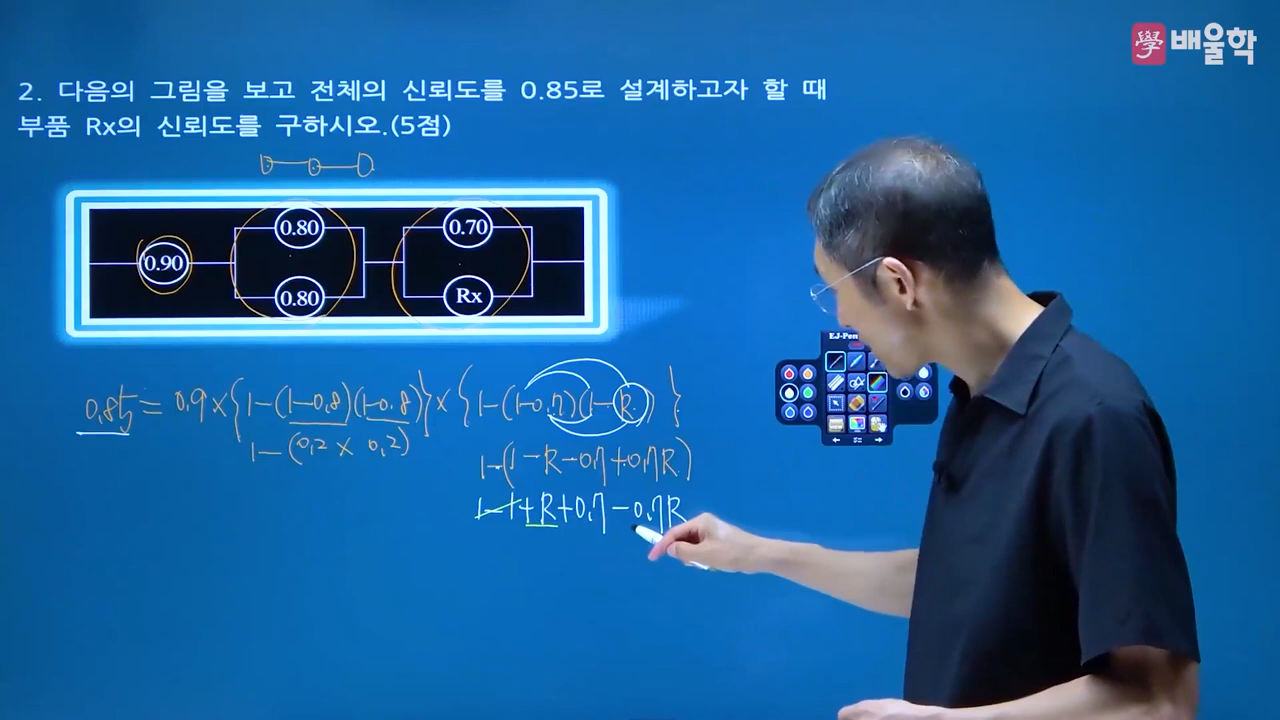 學 배울학
2. 다음의 그림을 보고 전체의 신뢰도를 0.85로 설계하고자 할 때
부품 Rx의 신뢰도를 구하시오.(5점)
0.80 0.70
0.90
0.80 Rx
EJ-Pen
0.85 = 0.9 × {1-(1-0.8)(1-0.8)} × {1-(1-0.7)(1-R)}
1-(0.2 × 0.2)
1-(1-R-0.7+0.7R)
1-1+R+0.7-0.7R